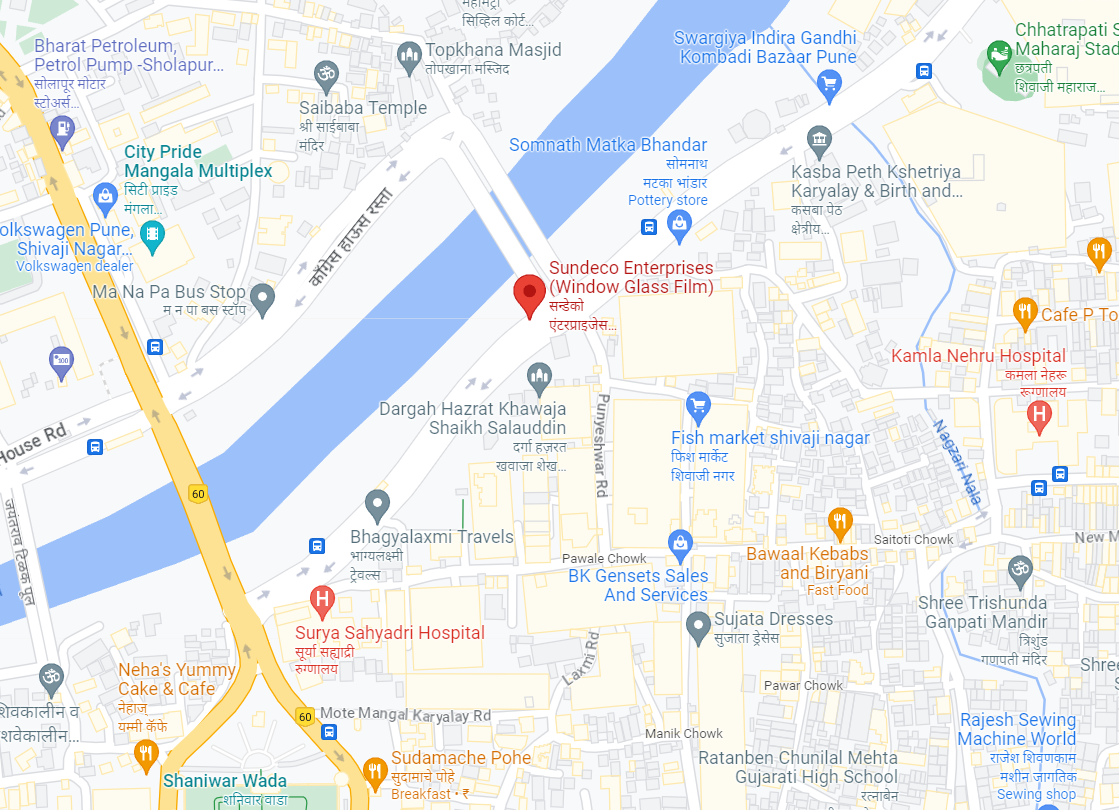 सिव्हिल कोर्ट...
Chhatrapati S
Maharaj Stad
छत्रपती
शिवाजी महाराज...
Swargiya Indira Gandhi
Kombadi Bazaar Pune
Bharat Petroleum,
Petrol Pump -Sholapur...
सोलापूर मोटार
स्टोअर्स...
Topkhana Masjid
तोपखाना मस्जिद
Saibaba Temple
श्री साईबाबा
मंदिर
City Pride
Mangala Multiplex
सिटी प्राइड
मंगला...
Somnath Matka Bhandar
सोमनाथ
मटका भांडार
Pottery store
Kasba Peth Kshetriya
Karyalay & Birth and...
कसबा पेठ
क्षेत्रीय...
olkswagen Pune,
Shivaji Nagar...
Volkswagen dealer
काँग्रेस हाऊस रस्ता
Ma Na Pa Bus Stop
म न पा बस स्टॉप
Sundeco Enterprises
(Window Glass Film)
सन्डेको
एंटरप्राइजेस...
Cafe P To
Kamla Nehru Hospital
कमला नेहरू
रूग्णालय
Dargah Hazrat Khawaja
Shaikh Salauddin
दर्गा हज़रत
खवाजा शेख...
Punyeshwar Rd
Fish market shivaji nagar
फिश मार्केट
शिवाजी नगर
House Rd
Nagzari Nala
60
जयंतराव टिळक पूल
Bhagyalaxmi Travels
भाग्यलक्ष्मी
ट्रेवल्स
Pawale Chowk
BK Gensets Sales
And Services
Bawaal Kebabs
and Biryani
Fast Food
Saitoti Chowk
New M
Surya Sahyadri Hospital
सूर्या सह्याद्री
रुग्णालय
Sujata Dresses
सुजाता ड्रेसेस
Shree Trishunda
Ganpati Mandir
त्रिशुंड
गणपती मंदिर
Shree
Laxmi Rd
Neha's Yummy
Cake & Cafe
नेहाज्
यम्मी कॅफे
शिवकालीन व
शवेकालीन...
60
Mote Mangal Karyalay Rd
Pawar Chowk
Manik Chowk
Rajesh Sewing
Machine World
राजेश शिवणकाम
मशीन जागतिक
Sewing shop
Sudamache Pohe
सुदामाचे पोहे
Breakfast • ₹
Shaniwar Wada
शनिवार वाडा
Ratanben Chunilal Mehta
Gujarati High School
रत्नाबेन